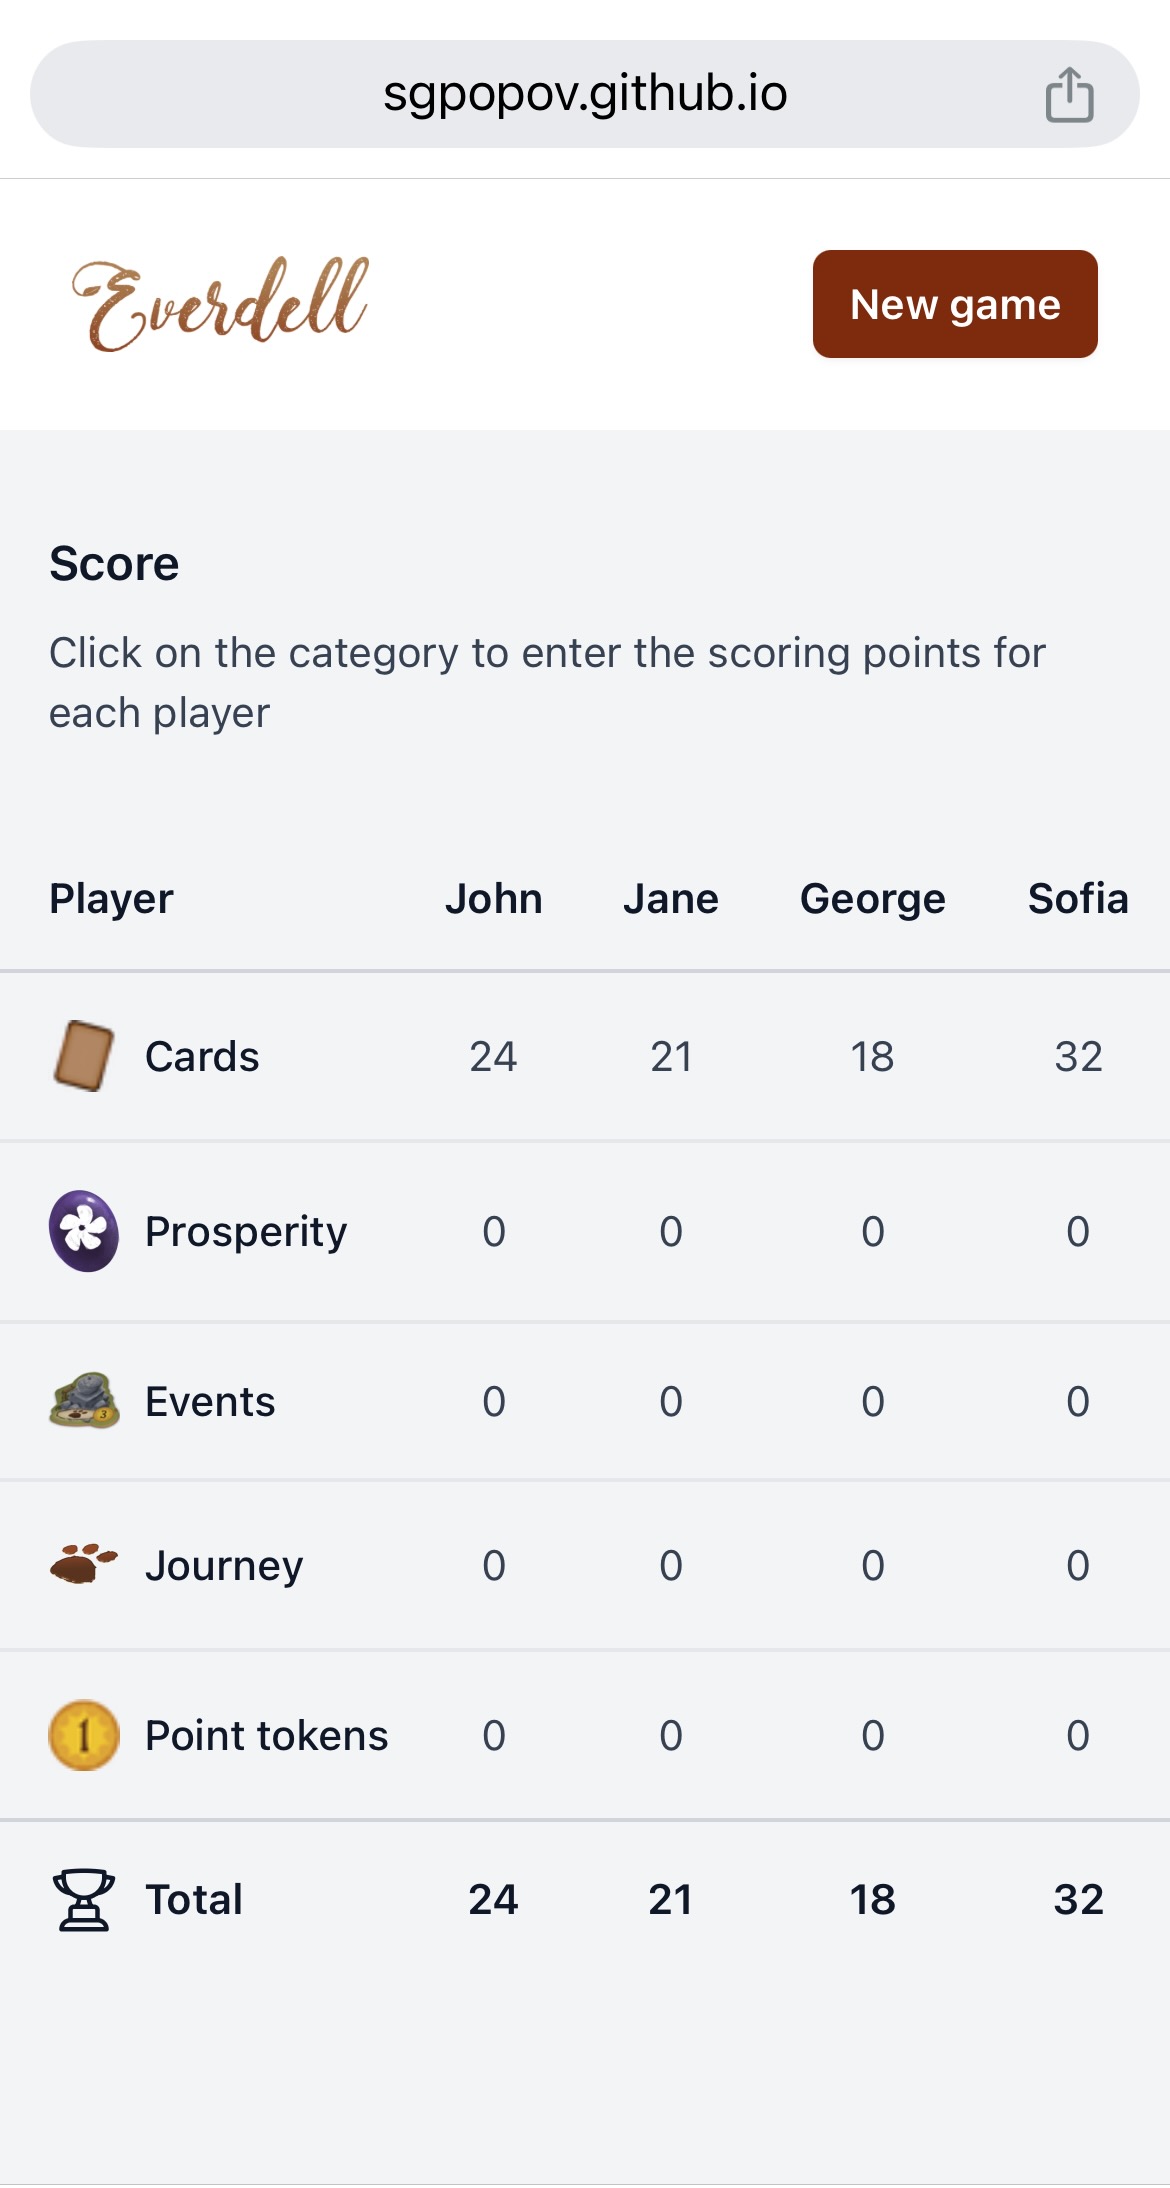 sgpopov.github.io
Everdell
New game
Score
Click on the category to enter the scoring points for
each player
Player John Jane George Sofia
Cards 24 21 18 32
Prosperity 0 0 0 0
3
Events 0 0 0 0
Journey 0 0 0 0
1
Point tokens 0 0 0 0
Total 24 21 18 32